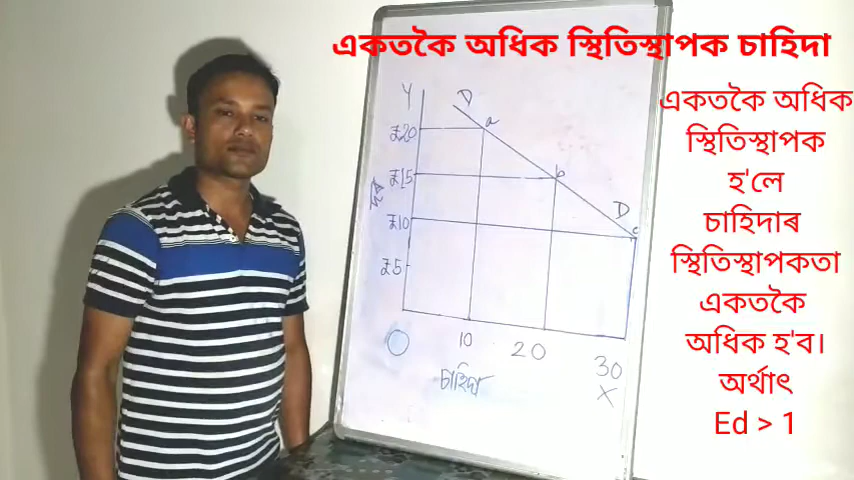 একতকৈ অধিক স্থিতিস্থাপক চাহিদা
একতকৈ অধিক
স্থিতিস্থাপক
হ'লে
চাহিদাৰ
স্থিতিস্থাপকতা
একতকৈ
অধিক হ'ব।
অৰ্থাৎ
Ed > 1
Y
D
a
₹20
b
₹15
দৰ
D
₹10
c
₹5
O
10
20
30
চাহিদা
X